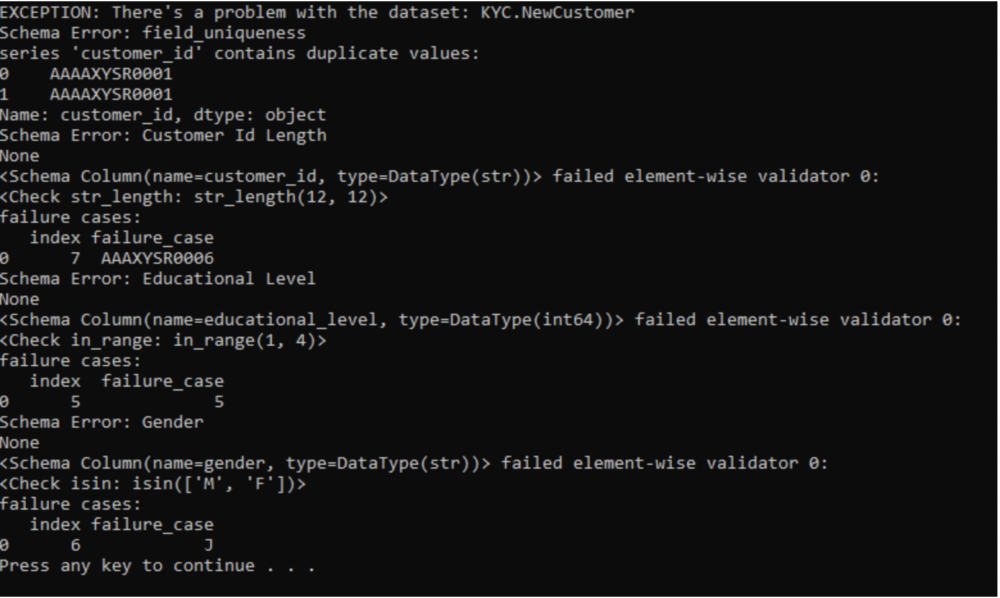 EXCEPTION: There's a problem with the dataset: KYC.NewCustomer
Schema Error: field_uniqueness
series 'customer_id' contains duplicate values:
0    AAAAXYSR0001
1    AAAAXYSR0001
Name: customer_id, dtype: object
Schema Error: Customer Id Length
None
<Schema Column(name=customer_id, type=DataType(str))> failed element-wise validator 0:
<Check str_length: str_length(12, 12)>
failure cases:
   index failure_case
0      7  AAAXYSR0006
Schema Error: Educational Level
None
<Schema Column(name=educational_level, type=DataType(int64))> failed element-wise validator 0:
<Check in_range: in_range(1, 4)>
failure cases:
   index  failure_case
0      5             5
Schema Error: Gender
None
<Schema Column(name=gender, type=DataType(str))> failed element-wise validator 0:
<Check isin: isin(['M', 'F'])>
failure cases:
   index failure_case
0      6            J
Press any key to continue . . .